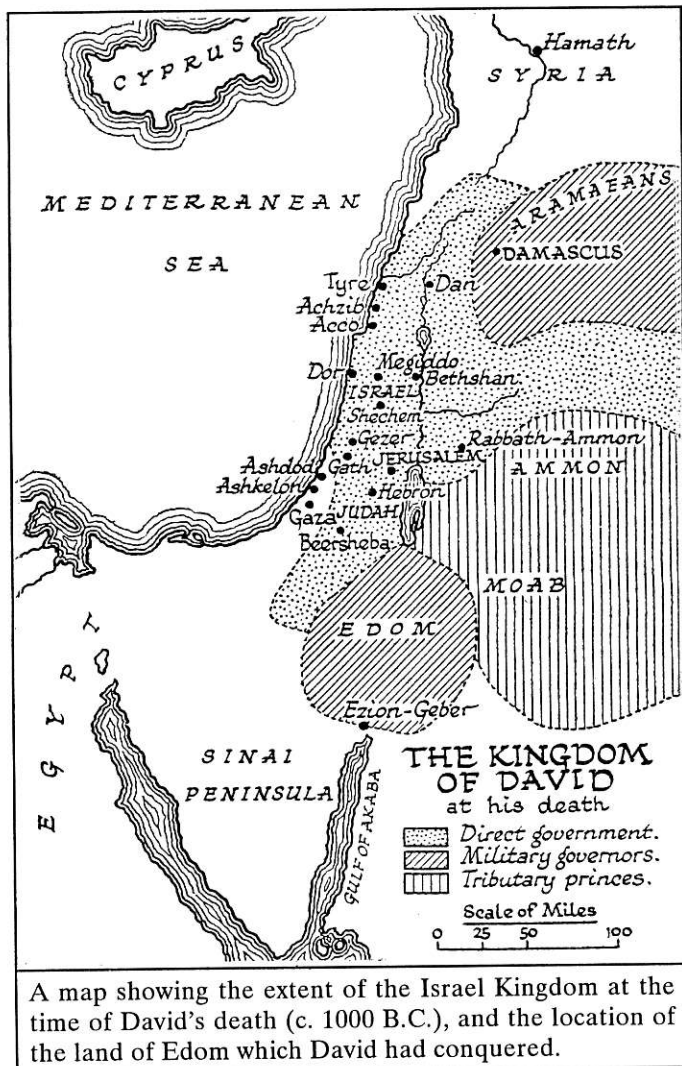 CYPRUS
Hamath
SYRIA
MEDITERRANEAN
SEA
ARAMAEANS
DAMASCUS
Tyre
Dan
Achzib
Acco
Dor
Megiddo
Bethshan.
ISRAEL
Shechem
Gezer
Rabbath-Ammon
Ashdod
Gath
JERUSALEM
AMMON
Ashkelon
Hebron
Gaza
JUDAH
Beersheba
MOAB
EDOM
EGYPT
Ezion-Geber
SINAI
PENINSULA
GULF OF AKABA
THE KINGDOM
OF DAVID
at his death
Direct government.
Military governors.
Tributary princes.
Scale of Miles
0 25 50 100
A map showing the extent of the Israel Kingdom at the
time of David's death (c. 1000 B.C.), and the location of
the land of Edom which David had conquered.